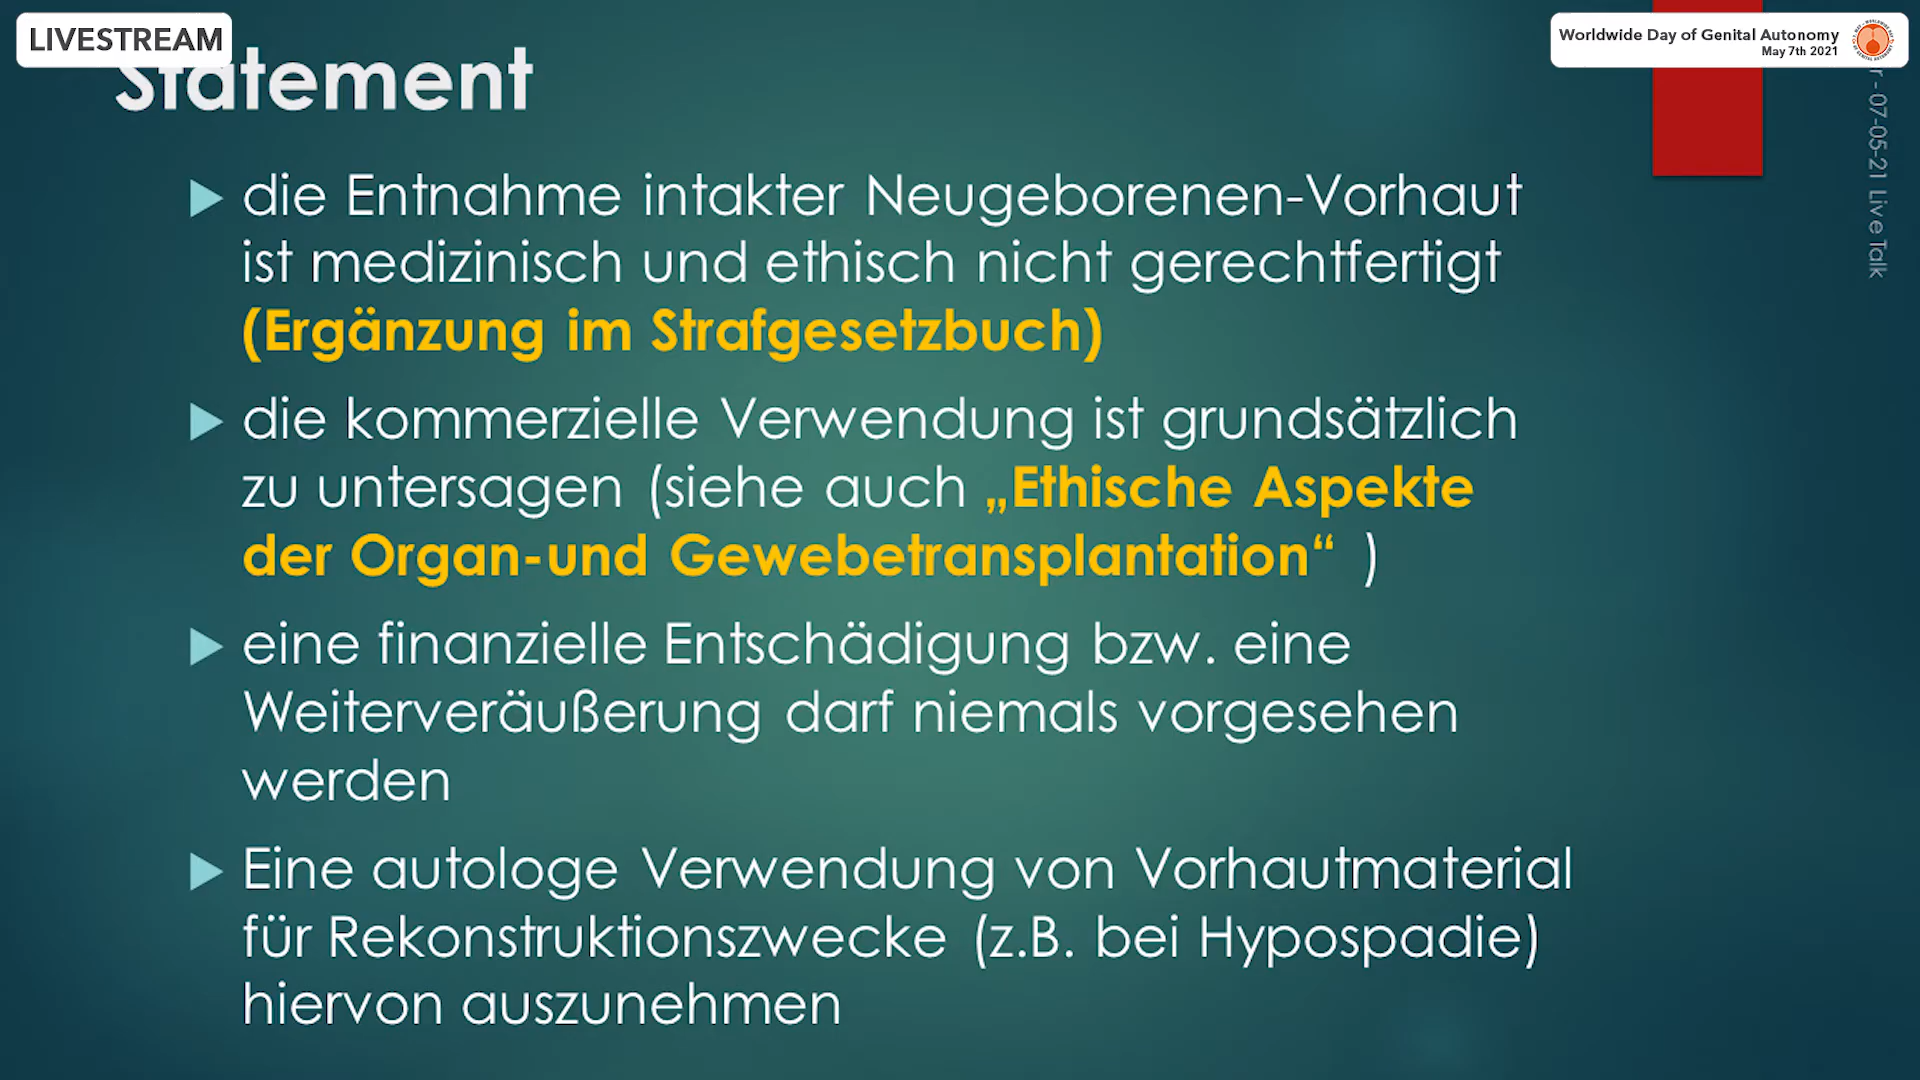 LIVESTREAM
Worldwide Day of Genital Autonomy
May 7th 2021
Statement
die Entnahme intakter Neugeborenen-Vorhaut
ist medizinisch und ethisch nicht gerechtfertigt
(Ergänzung im Strafgesetzbuch)
die kommerzielle Verwendung ist grundsätzlich
zu untersagen (siehe auch „Ethische Aspekte
der Organ-und Gewebetransplantation“ )
eine finanzielle Entschädigung bzw. eine
Weiterveräußerung darf niemals vorgesehen
werden
Eine autologe Verwendung von Vorhautmaterial
für Rekonstruktionszwecke (z.B. bei Hypospadie)
hiervon auszunehmen
r - 07-05-21 Live Talk